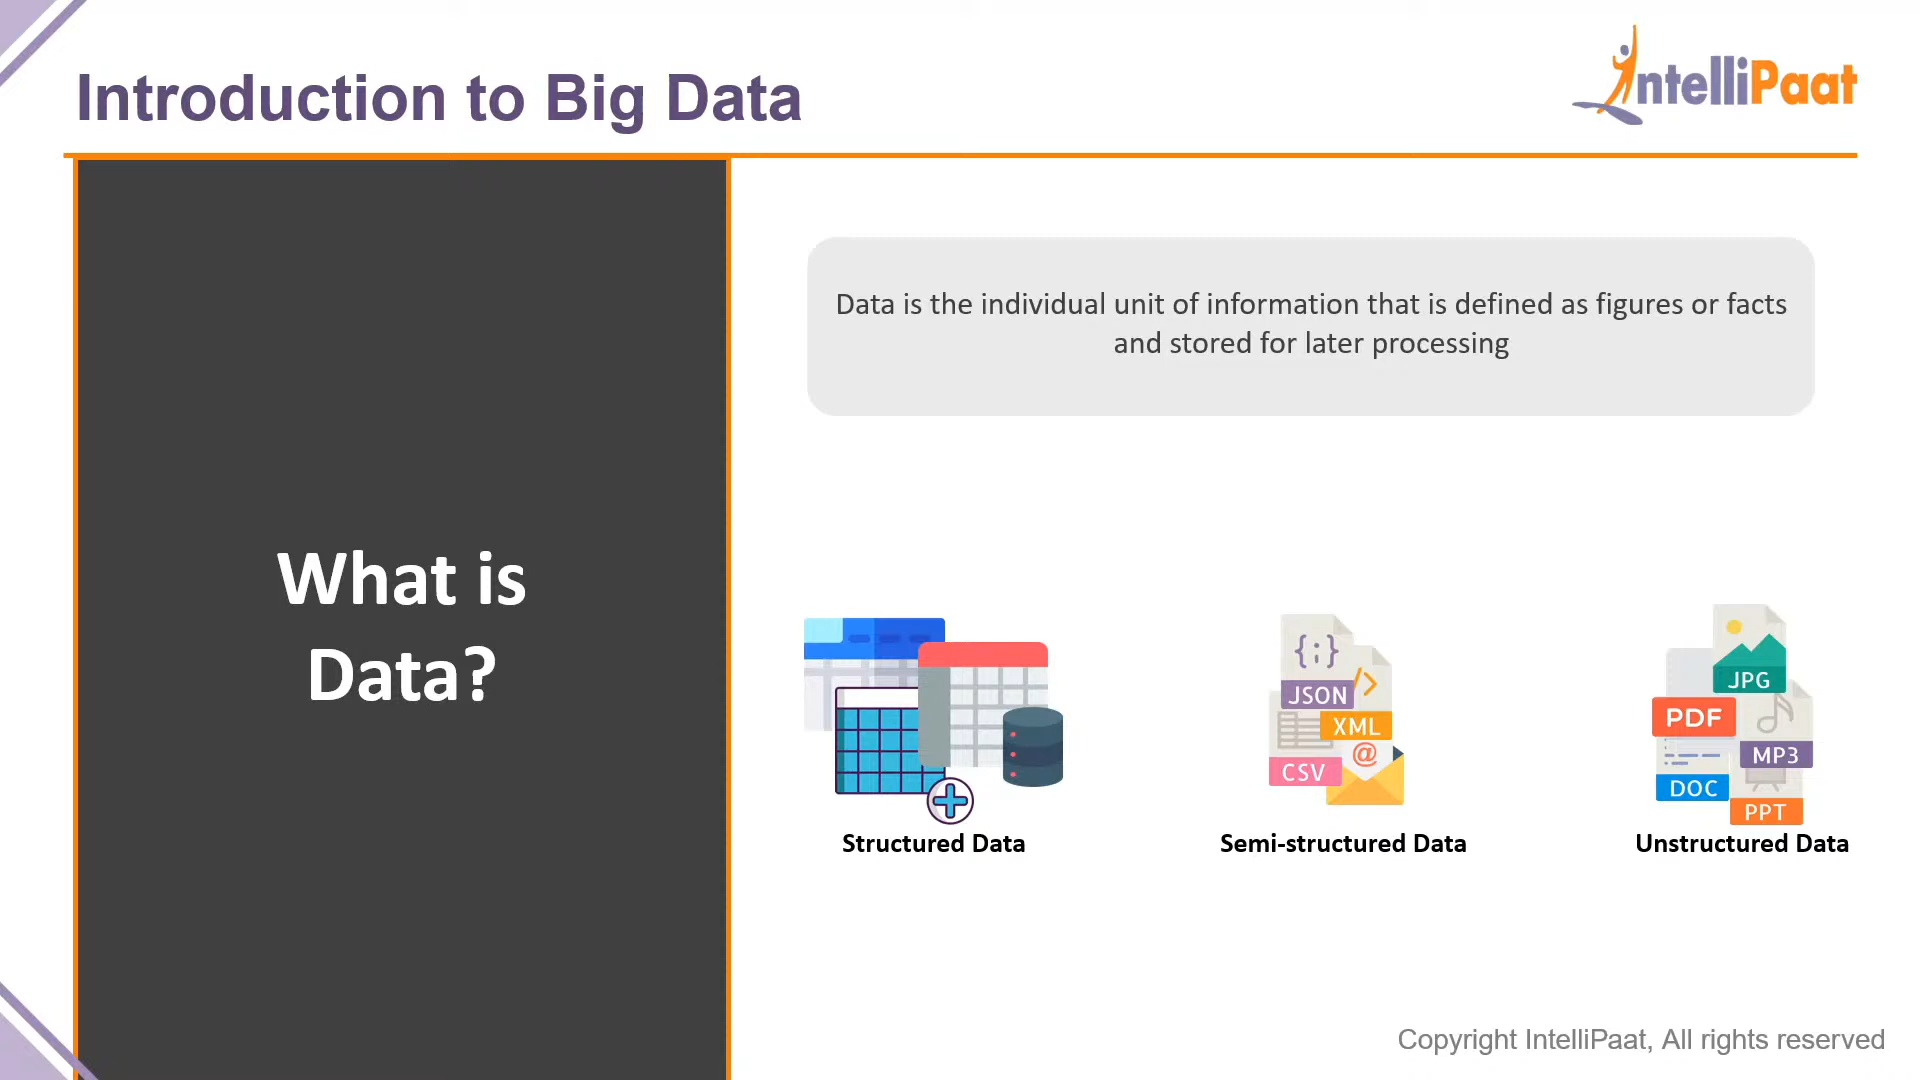 Introduction to Big Data
IntelliPaat
What is
Data?
Data is the individual unit of information that is defined as figures or facts
and stored for later processing
{;}
JSON
</>
XML
@
CSV
JPG
PDF
MP3
DOC
PPT
Structured Data
Semi-structured Data
Unstructured Data
Copyright IntelliPaat, All rights reserved